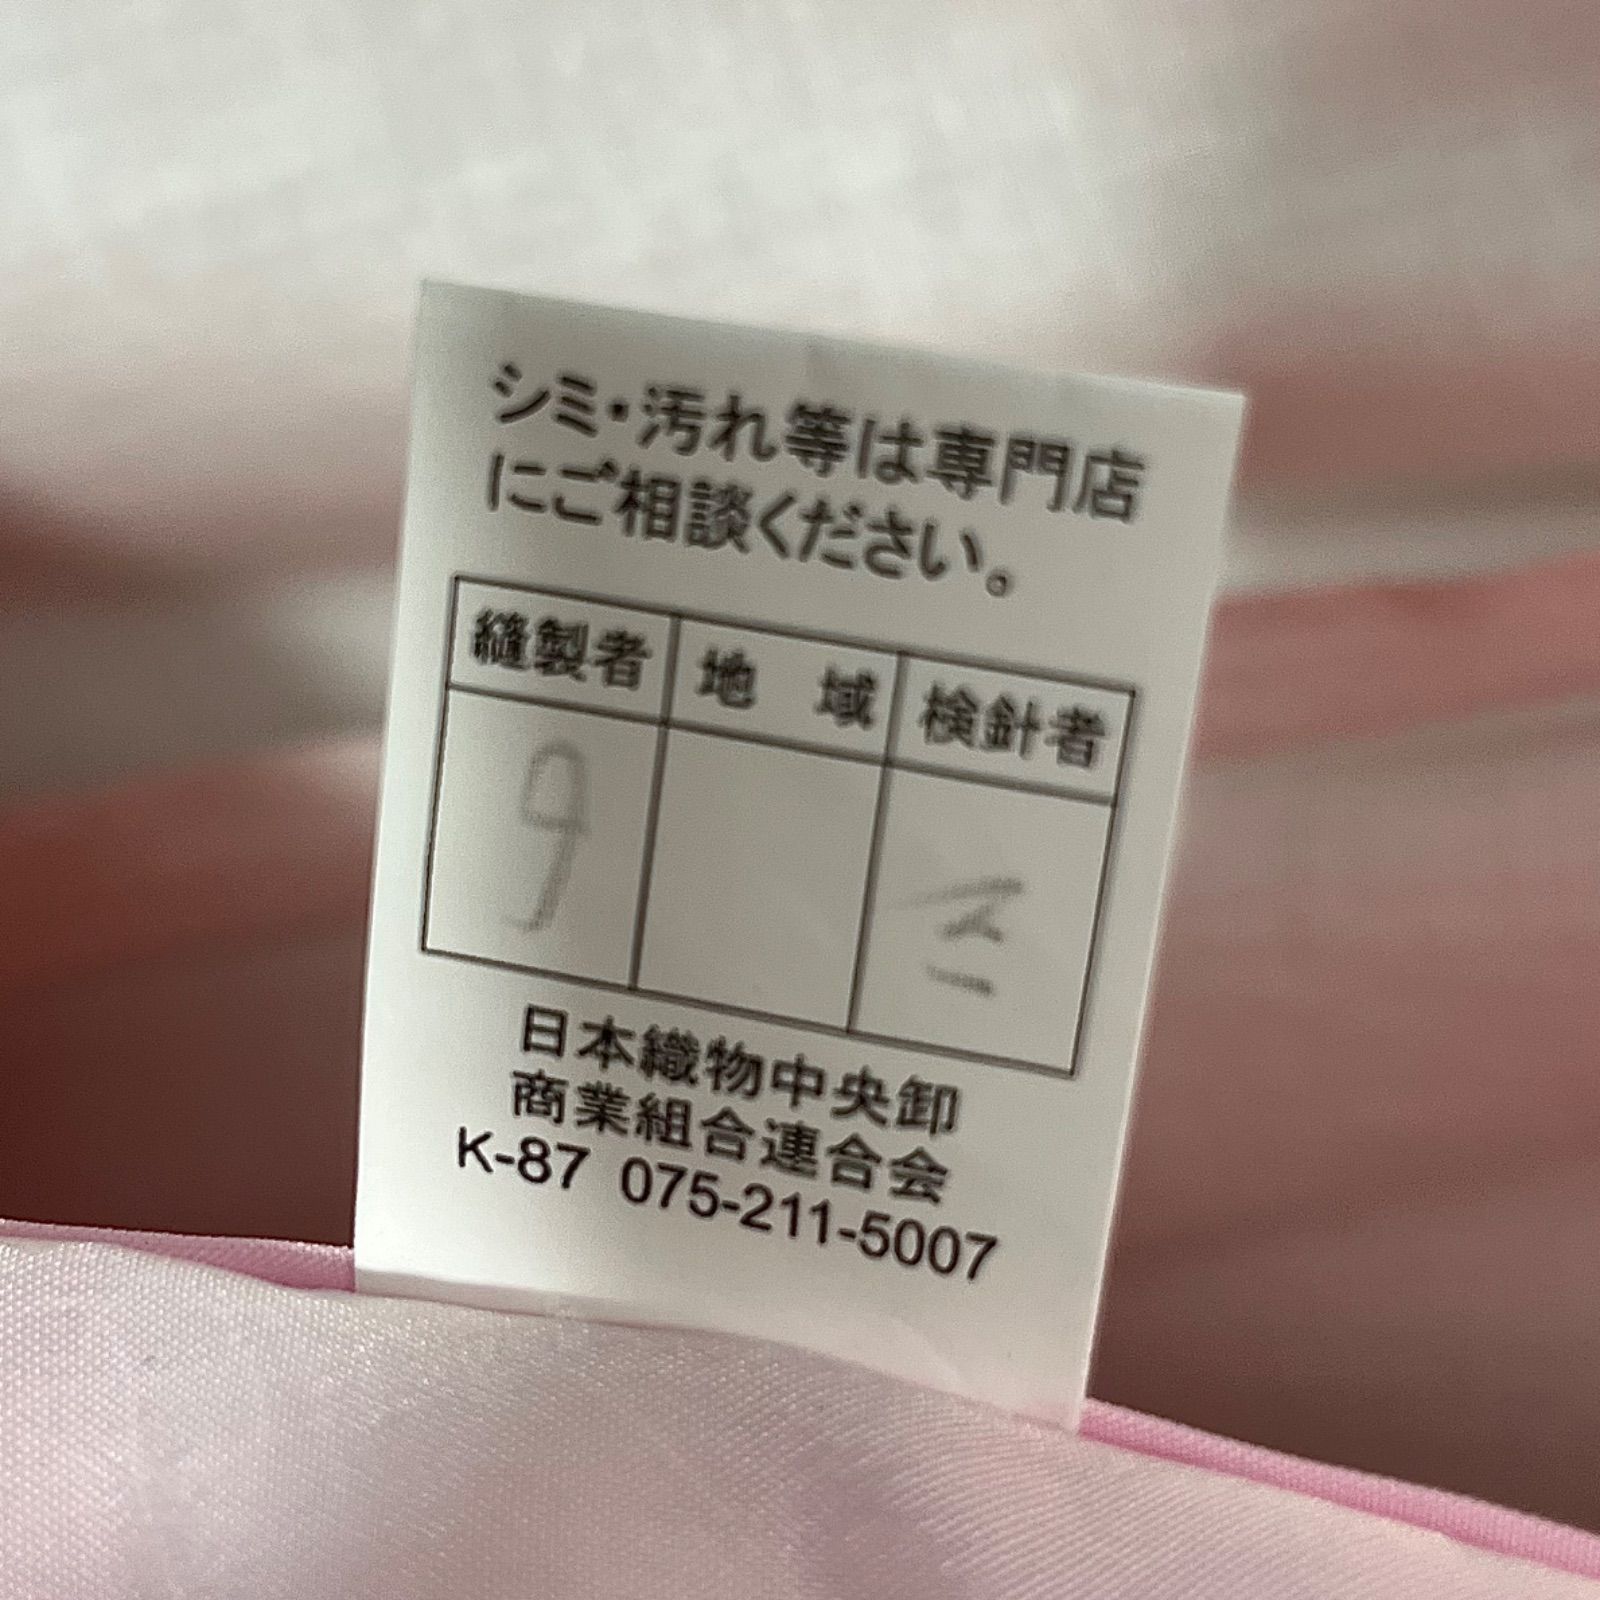 シミ・汚れ等は専門店
にご相談ください。
縫製者 地 域 検針者
日本織物中央卸
商業組合連合会
K-87 075-211-5007